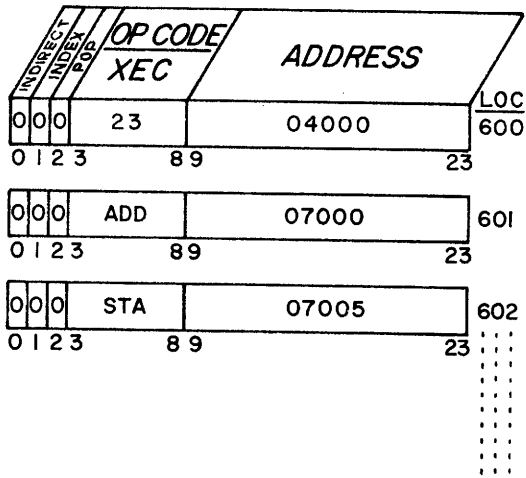 INDIRECT INDEX POP OP CODE ADDRESS
XEC
LOC
0 0 0 23 04000 600
0 1 2 3 8 9 23
0 0 0 ADD 07000 601
0 1 2 3 8 9 23
0 0 0 STA 07005 602
0 1 2 3 8 9 23